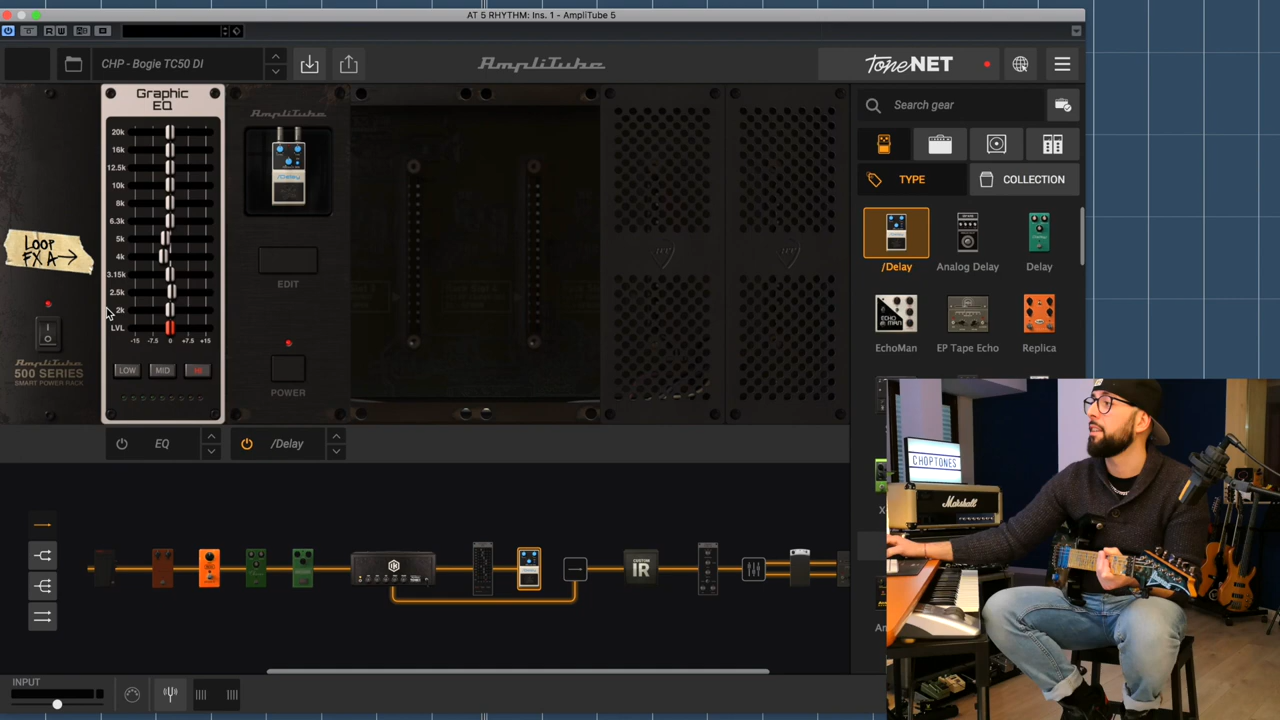 AT 5 RHYTHM: Ins. 1 - AmpliTube 5
R W
CHP - Bogie TC50 DI
AmpliTube
ToneNET
Graphic
EQ
20k
16k
12.5k
10k
8k
6.3k
5k
4k
3.15k
2.5k
2k
LVL
-15 -7.5 0 +7.5 +15
LOW MID HI
LOOP
FX A
AmpliTube
500 SERIES
SMART POWER RACK
AmpliTube
/Delay
EDIT
POWER
EQ
/Delay
Search gear
TYPE
COLLECTION
/Delay
Analog Delay
Delay
EchoMan
EP Tape Echo
Replica
ECHO
MAN
IR
INPUT
CHOPTONES
Marshall